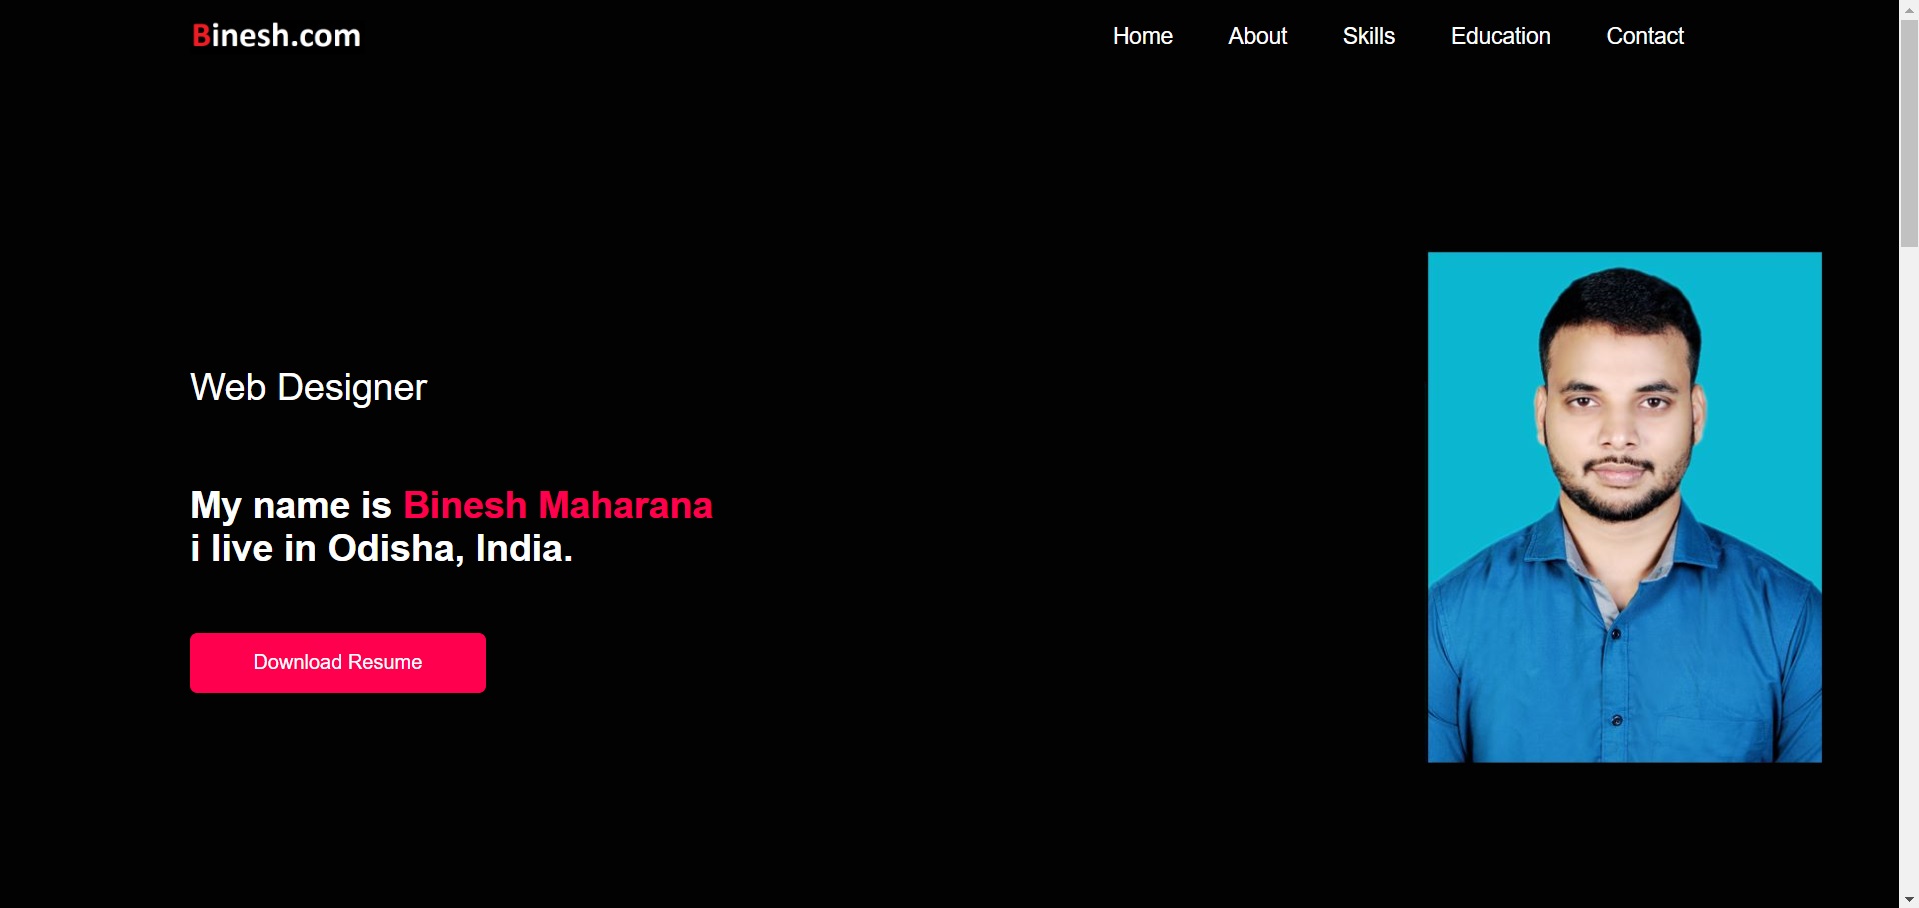 Binesh.com
Home About Skills Education Contact
Web Designer
My name is Binesh Maharana
i live in Odisha, India.
Download Resume